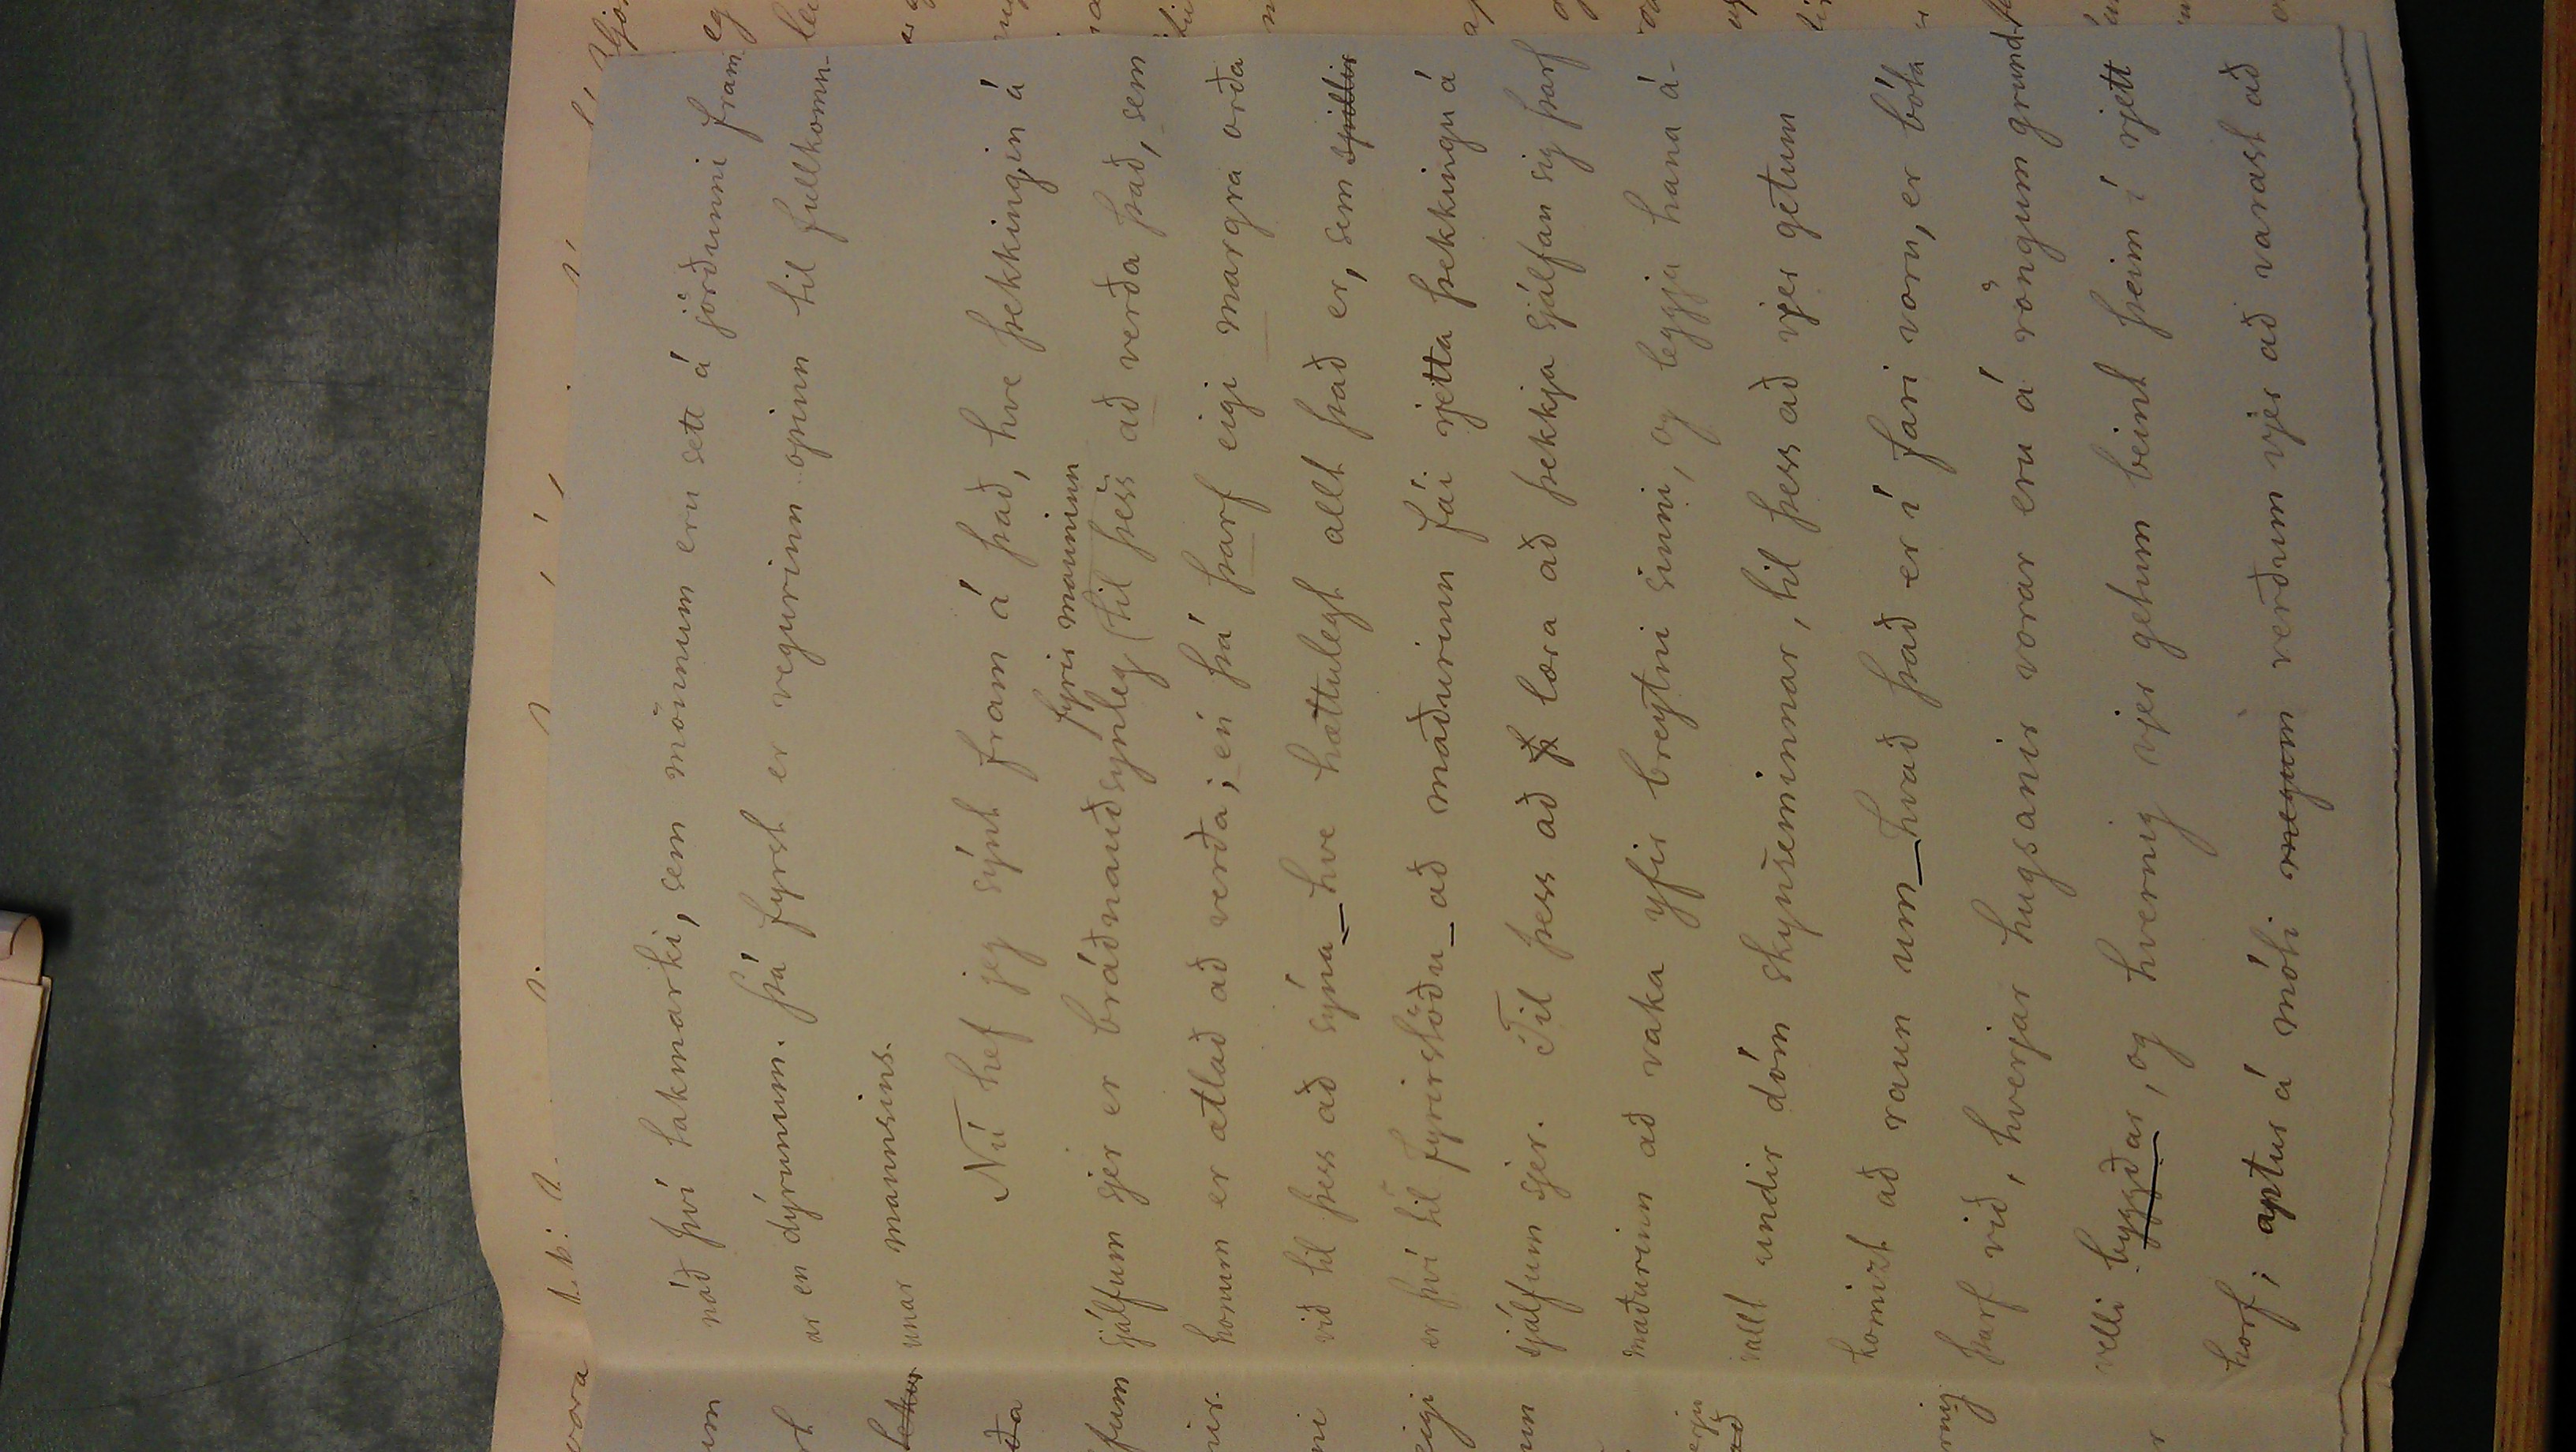 náð því takmarki, sem mönnum eru sett á jörðunni fram
ar en dýrunum. þá fyrst er vegurinn opinn til fullkomn-
unar mannsins.
Nú hef jeg sýnt fram á það, hve þekkingin á
fyrir manninn
sjálfum sjer er bráðnauðsýnleg (til þess að verða það, sem
honum er ætlað að verða; en þá þarf eigi margra orða
við til þess að sýna hve hættulegt allt það er, sem spillir
er því til fyrirstöðu að maðurinn fái rjetta þekkingu á
sjálfum sjer. Til þess að læra að þekkja sjálfan sig þarf
maðurinn að vaka yfir breytni sinni, og leggja hana á-
vallt undir dóm skynseminnar, til þess að vjer getum
komizt að raun um hvað það er í fari voru, er bóta
þarf við, hverjar hugsanir vorar eru á röngum grund-
velli byggðar, og hvernig vjer getum beint þeim í rjett
horf; aptur á móti megum verðum vjer að varast að